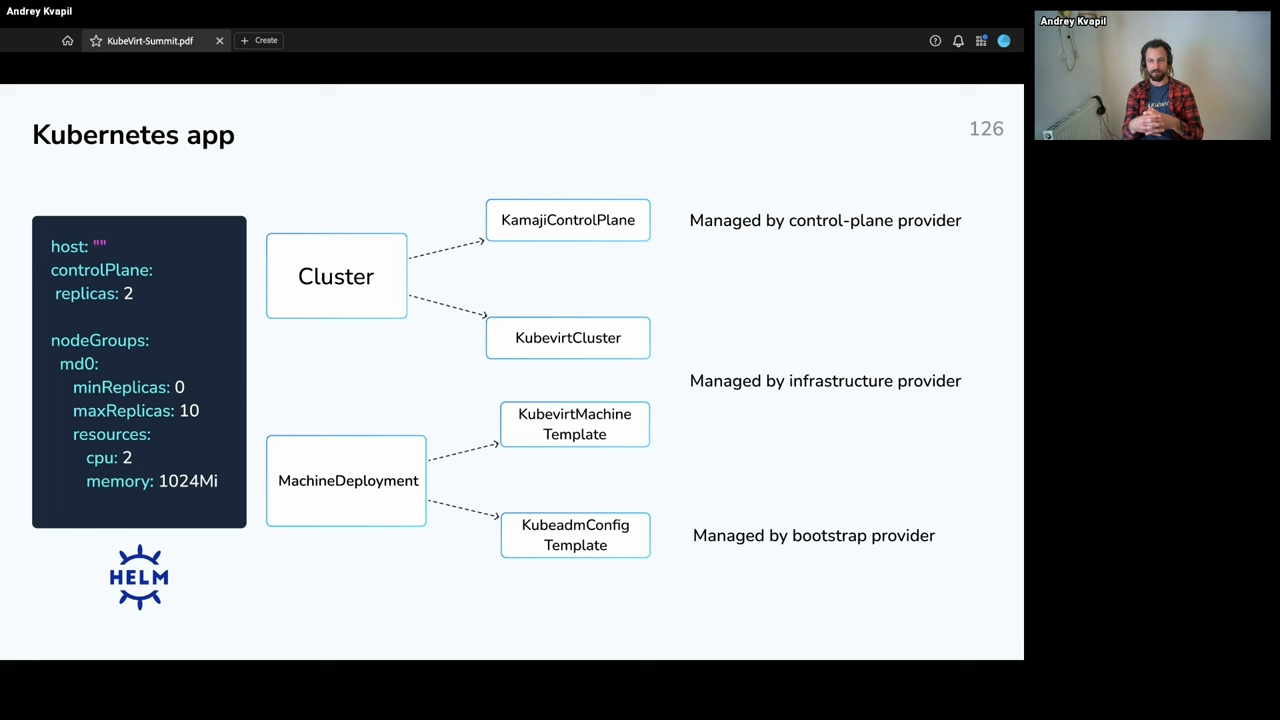 Andrey Kvapil
KubeVirt-Summit.pdf
Create
Andrey Kvapil
Kubernetes app
126
host: ""
controlPlane:
replicas: 2
nodeGroups:
md0:
minReplicas: 0
maxReplicas: 10
resources:
cpu: 2
memory: 1024Mi
HELM
Cluster
MachineDeployment
KamajiControlPlane
KubevirtCluster
KubevirtMachine
Template
KubeadmConfig
Template
Managed by control-plane provider
Managed by infrastructure provider
Managed by bootstrap provider